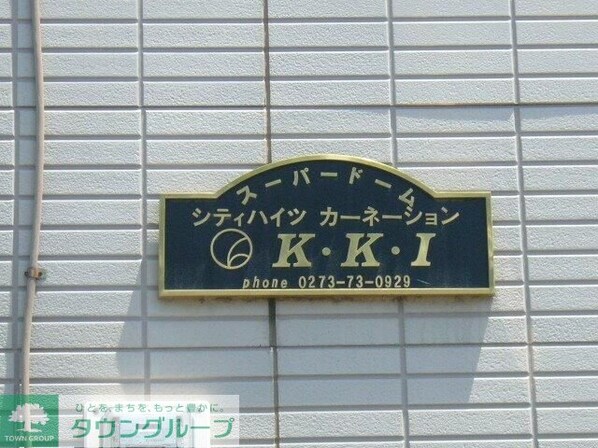 スーパードーム
シティハイツ カーネーション
K・K・I
phone 0273-73-0929
ひとを、まちを、もっと豊かに。
タウングループ
TOWN GROUP